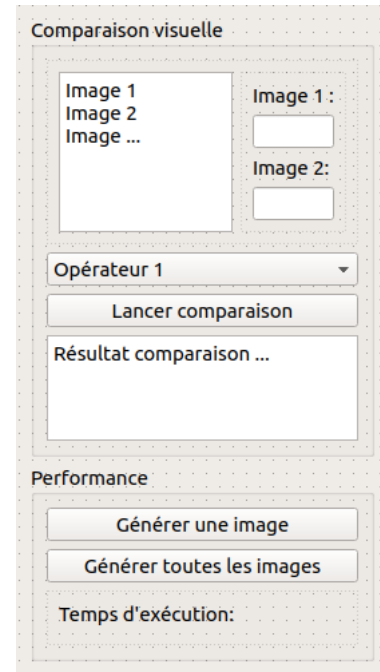 Comparaison visuelle
Image 1
Image 2
Image ...
Image 1 :
Image 2:
Opérateur 1
Lancer comparaison
Résultat comparaison ...
Performance
Générer une image
Générer toutes les images
Temps d'exécution: